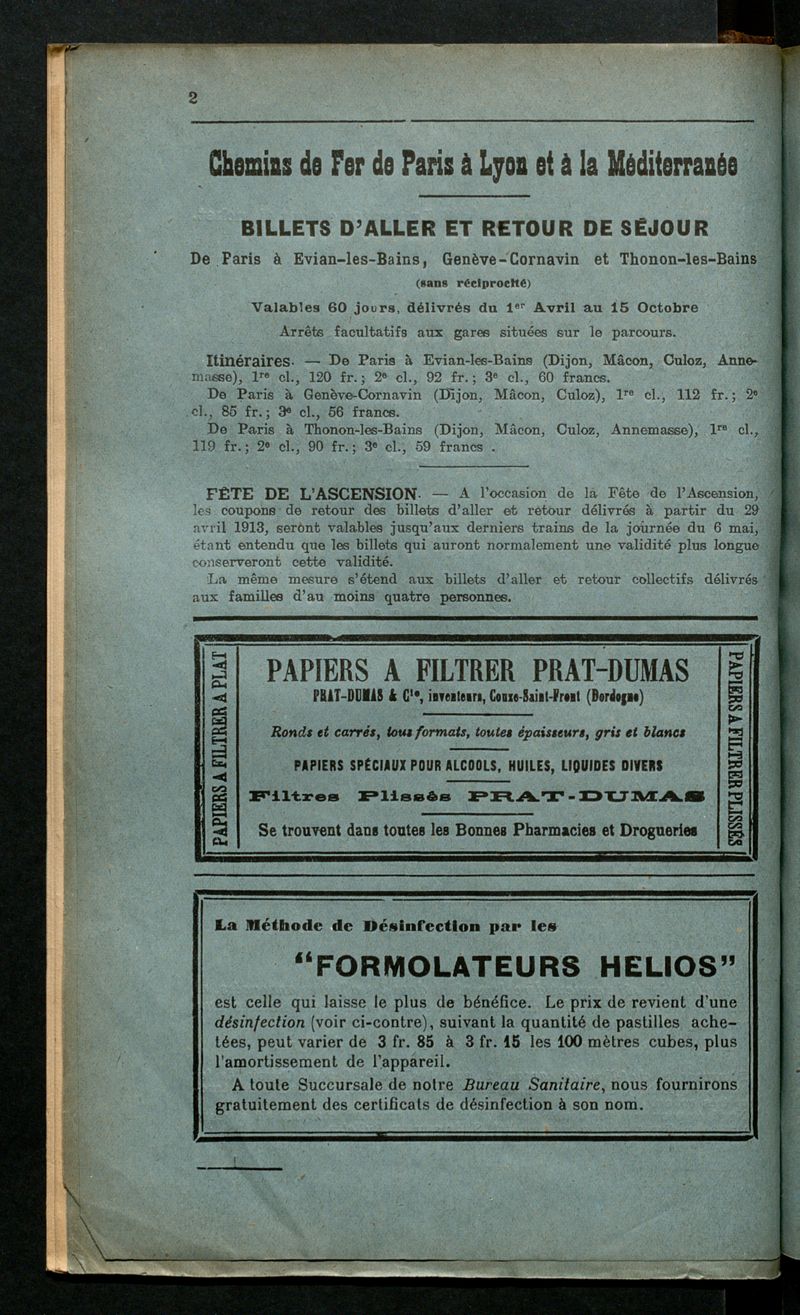 2
Chemins de Fer de Paris à Lyon et à la Méditerranée
BILLETS D'ALLER ET RETOUR DE SÉJOUR
De Paris à Evian-les-Bains, Genève-Cornavin et Thonon-les-Bains
(sans réciprocité)
Valables 60 jours, délivrés du 1er Avril au 15 Octobre
Arrêts facultatifs aux gares situées sur le parcours.
Itinéraires. — De Paris à Evian-les-Bains (Dijon, Mâcon, Culoz, Anne-
masse), 1re cl., 120 fr.; 2e cl., 92 fr.; 3e cl., 60 francs.
De Paris à Genève-Cornavin (Dijon, Mâcon, Culoz), 1re cl., 112 fr.; 2e
cl., 85 fr.; 3e cl., 56 francs.
De Paris à Thonon-les-Bains (Dijon, Mâcon, Culoz, Annemasse), 1re cl.,
119 fr.; 2e cl., 90 fr.; 3e cl., 59 francs .
FÊTE DE L'ASCENSION. — A l'occasion de la Fête de l'Ascension,
les coupons de retour des billets d'aller et retour délivrés à partir du 29
avril 1913, seront valables jusqu'aux derniers trains de la journée du 6 mai,
étant entendu que les billets qui auront normalement une validité plus longue
conserveront cette validité.
La même mesure s'étend aux billets d'aller et retour collectifs délivrés
aux familles d'au moins quatre personnes.
PAPIERS A FILTRER A PLAT
PAPIERS A FILTRER PRAT-DUMAS
PRAT-DUMAS & Cie, inventeurs, Couze-Saint-Front (Dordogne)
Ronds et carrés, tous formats, toutes épaisseurs, gris et blancs
PAPIERS SPÉCIAUX POUR ALCOOLS, HUILES, LIQUIDES DIVERS
Filtres Plissés PRAT-DUMAS
Se trouvent dans toutes les Bonnes Pharmacies et Drogueries
PAPIERS A FILTRER PLISSÉS
La Méthode de Désinfection par les
“FORMOLATEURS HELIOS”
est celle qui laisse le plus de bénéfice. Le prix de revient d'une
désinfection (voir ci-contre), suivant la quantité de pastilles ache-
tées, peut varier de 3 fr. 85 à 3 fr. 15 les 100 mètres cubes, plus
l'amortissement de l'appareil.
A toute Succursale de notre Bureau Sanitaire, nous fournirons
gratuitement des certificats de désinfection à son nom.